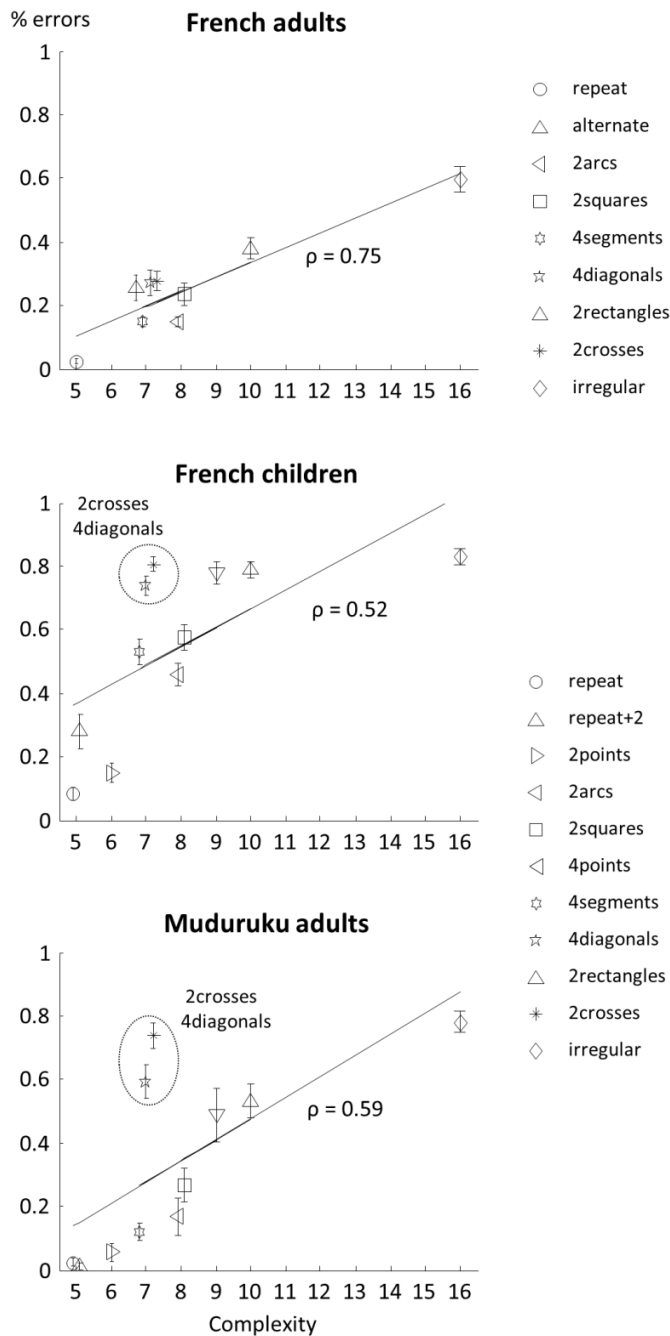 % errors
French adults
1
0.8
0.6
0.4
0.2
0
ρ = 0.75
5 6 7 8 9 10 11 12 13 14 15 16
repeat
alternate
2arcs
2squares
4segments
4diagonals
2rectangles
2crosses
irregular
French children
1
0.8
0.6
0.4
0.2
0
2crosses
4diagonals
ρ = 0.52
5 6 7 8 9 10 11 12 13 14 15 16
repeat
repeat+2
2points
2arcs
2squares
4points
4segments
4diagonals
2rectangles
2crosses
irregular
Muduruku adults
1
0.8
0.6
0.4
0.2
0
2crosses
4diagonals
ρ = 0.59
5 6 7 8 9 10 11 12 13 14 15 16
Complexity